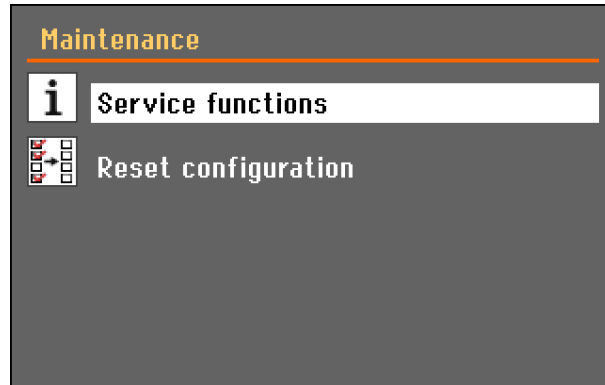 Maintenance
i Service functions
Reset configuration